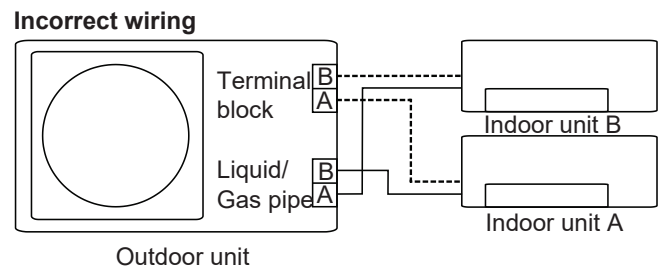 Incorrect wiring
Terminal B
block A
Liquid/ B
Gas pipe A
Outdoor unit
Indoor unit B
Indoor unit A